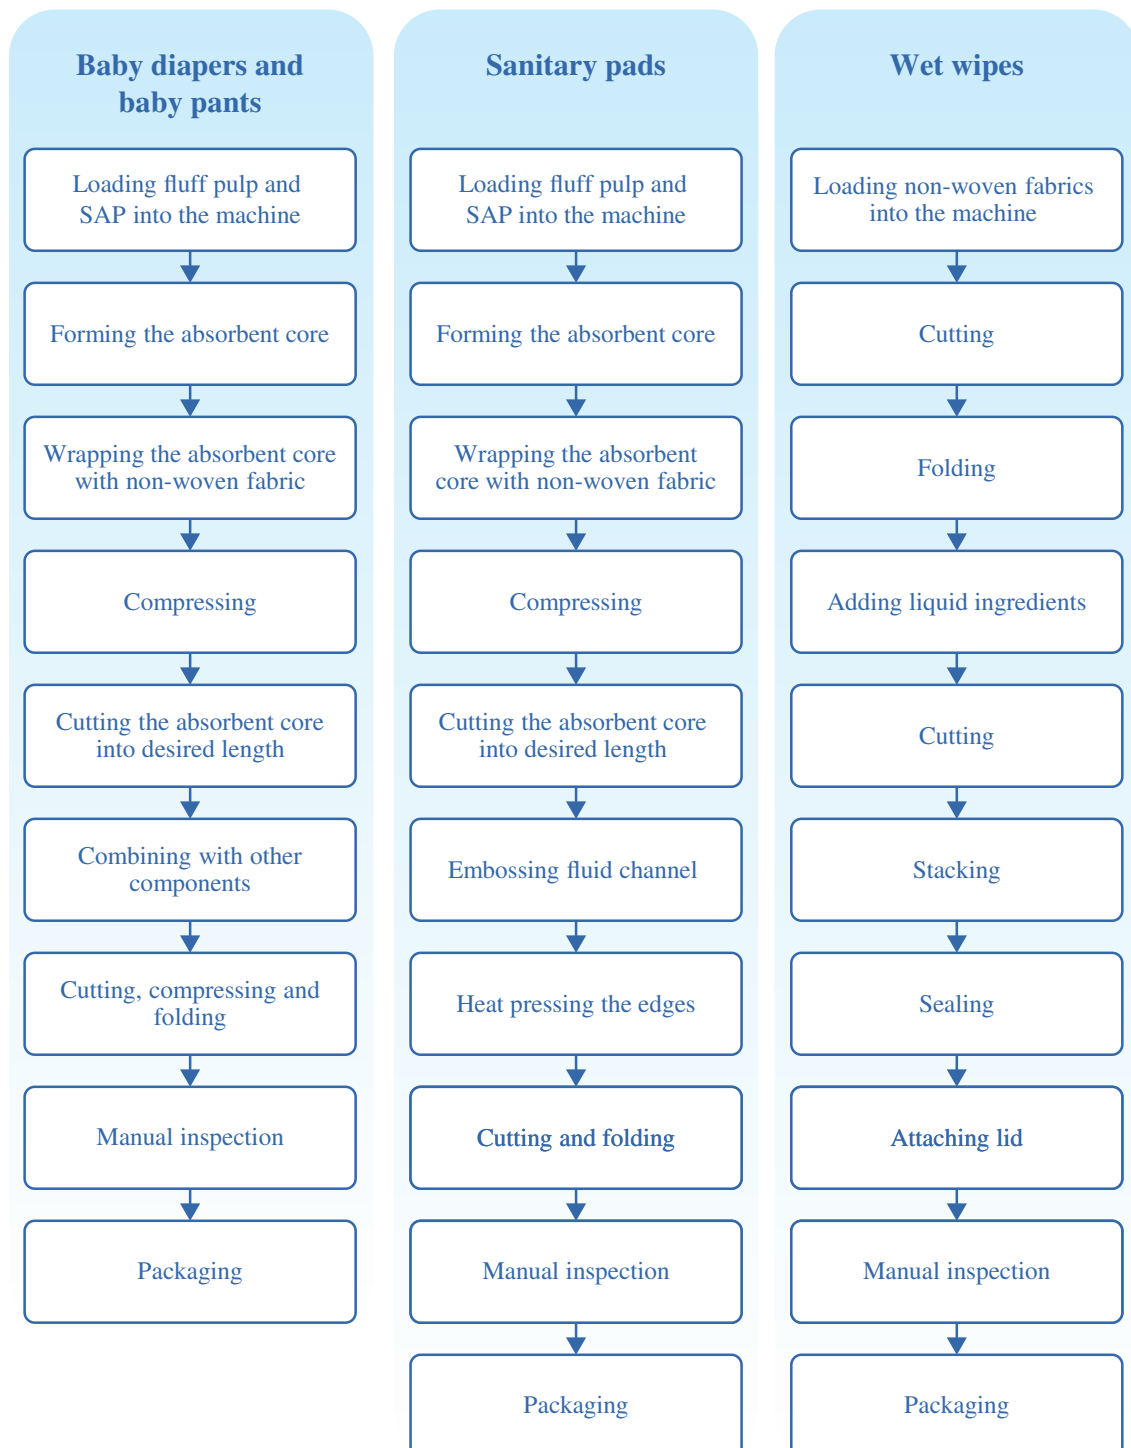 Baby diapers and
baby pants
Loading fluff pulp and
SAP into the machine
Forming the absorbent core
Wrapping the absorbent core
with non-woven fabric
Compressing
Cutting the absorbent core
into desired length
Combining with other
components
Cutting, compressing and
folding
Manual inspection
Packaging
Sanitary pads
Loading fluff pulp and
SAP into the machine
Forming the absorbent core
Wrapping the absorbent
core with non-woven fabric
Compressing
Cutting the absorbent core
into desired length
Embossing fluid channel
Heat pressing the edges
Cutting and folding
Manual inspection
Packaging
Wet wipes
Loading non-woven fabrics
into the machine
Cutting
Folding
Adding liquid ingredients
Cutting
Stacking
Sealing
Attaching lid
Manual inspection
Packaging